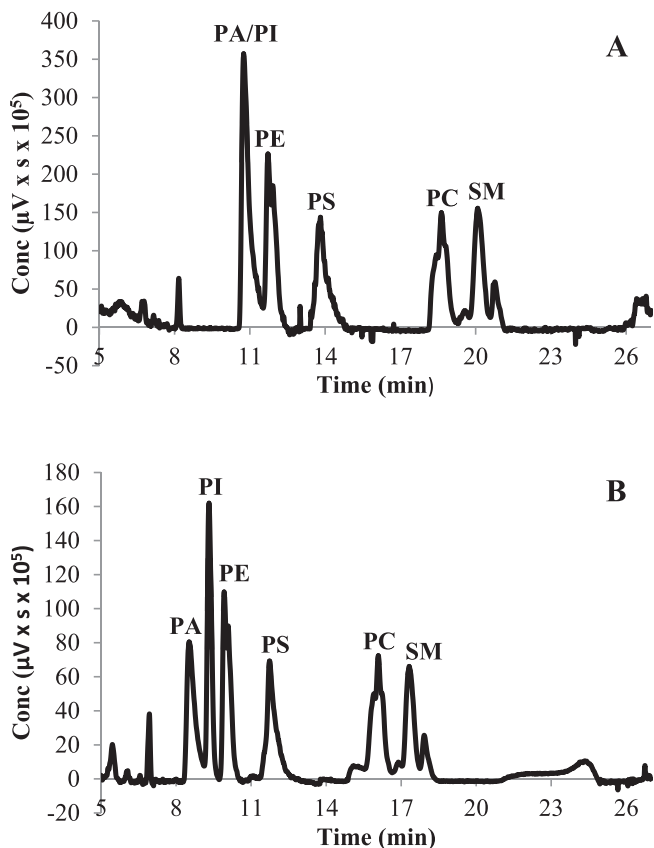 400
PA/PI
A
350
300
250
PE
200
PS
PC
SM
150
100
50
0
-50
5
8
11
14
17
20
23
26
Conc (µV x s x 10⁵)
Time (min)
180
PI
B
160
140
120
PE
100
PA
80
PS
PC
SM
60
40
20
0
-20
5
8
11
14
17
20
23
26
Conc (µV x s x 10⁵)
Time (min)